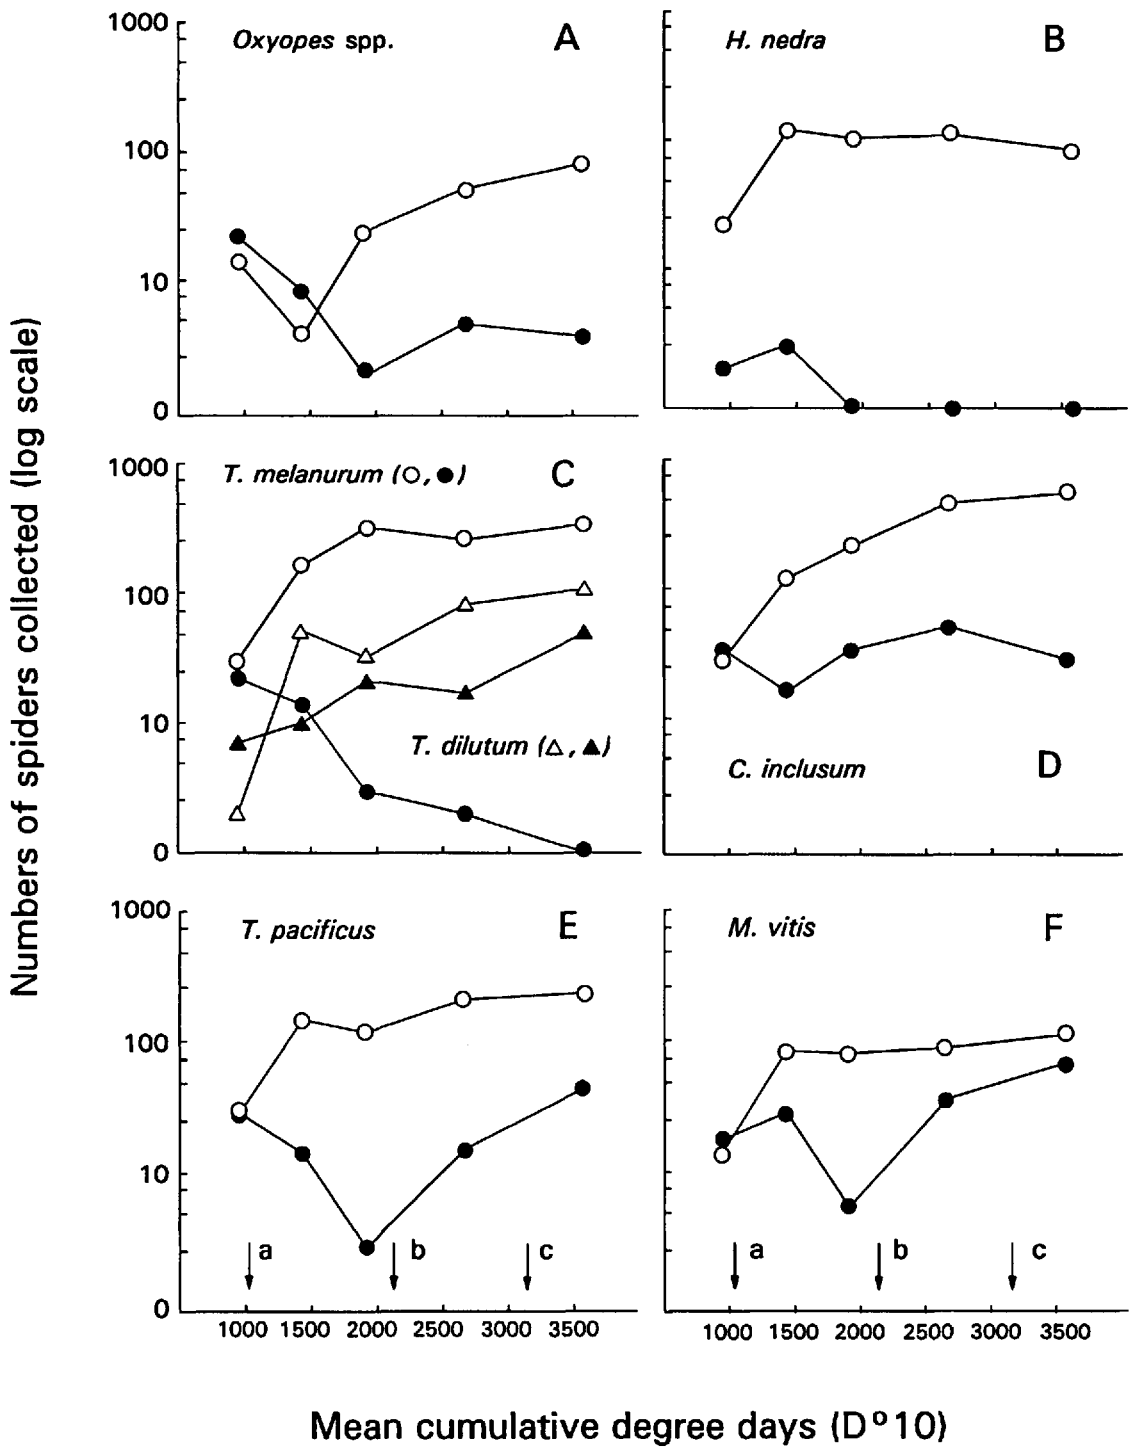 Numbers of spiders collected (log scale)
Oxyopes spp.
A
1000
100
10
0
H. nedra
B
T. melanurum (○,●)
C
1000
100
10
0
T. dilutum (△,▲)
C. inclusum
D
T. pacificus
E
1000
100
10
0
a
b
c
1000 1500 2000 2500 3000 3500
M. vitis
F
a
b
c
1000 1500 2000 2500 3000 3500
Mean cumulative degree days (D°10)